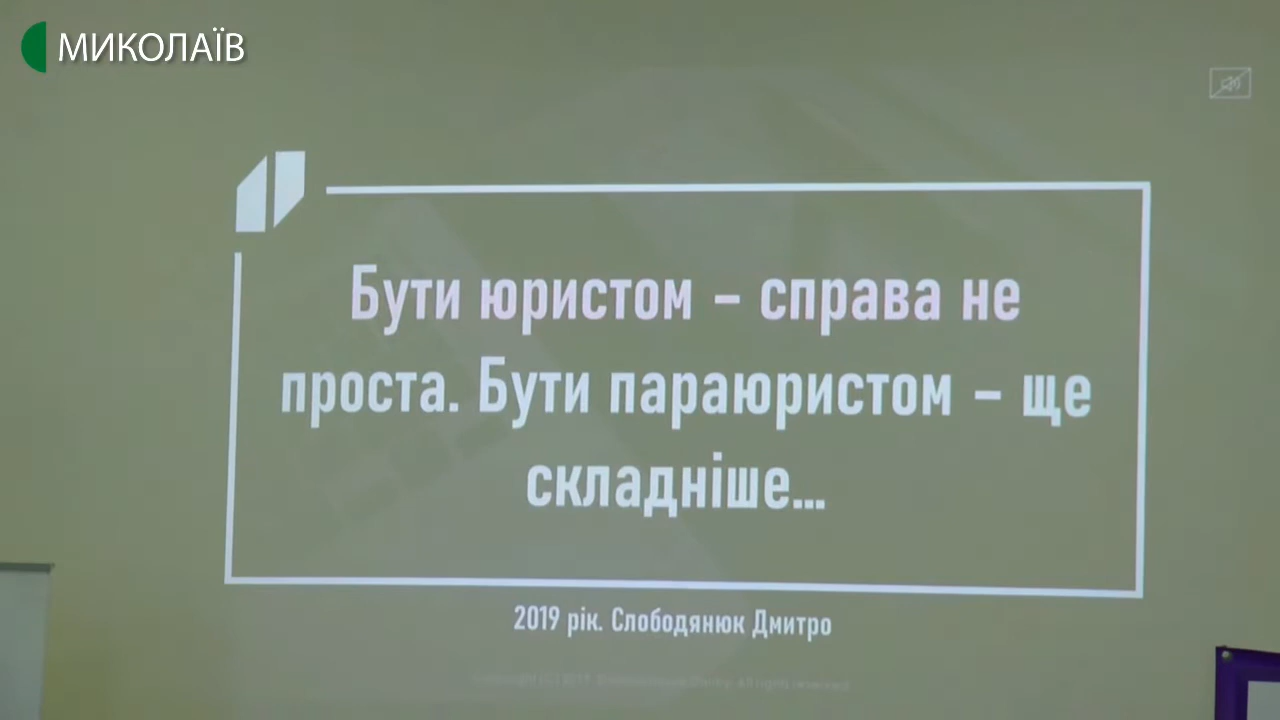 МИКОЛАЇВ
Бути юристом – справа не
проста. Бути параюристом – ще
складніше...
2019 рік. Слободянюк Дмитро